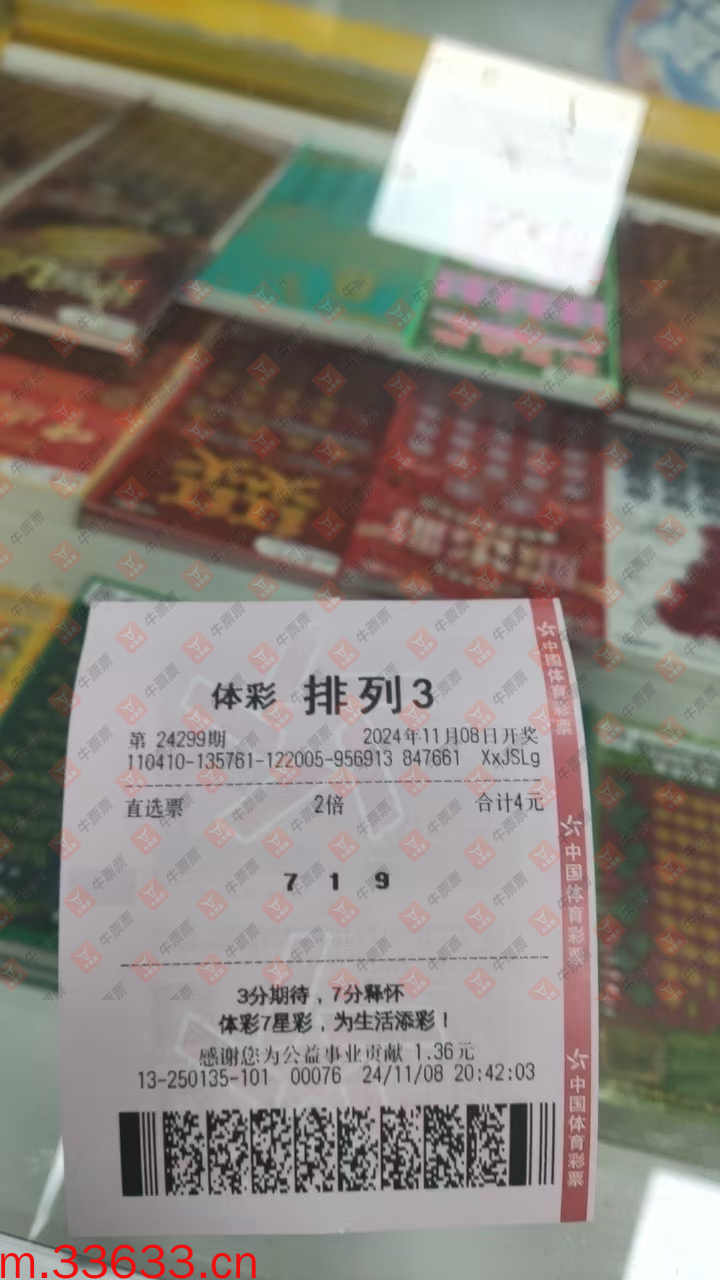 体彩 排列3
第 24299期 2024年11月08日开奖
110410-135761-122005-956913 847661 XxJSLg
直选票 2倍 合计4元
7 1 9
3分期待，7分释怀
体彩7星彩，为生活添彩！
感谢您为公益事业贡献 1.36元
13-250135-101 00076 24/11/08 20:42:03
中国体育彩票
中国体育彩票
中国体育彩票
牛票票
m.33633.cn